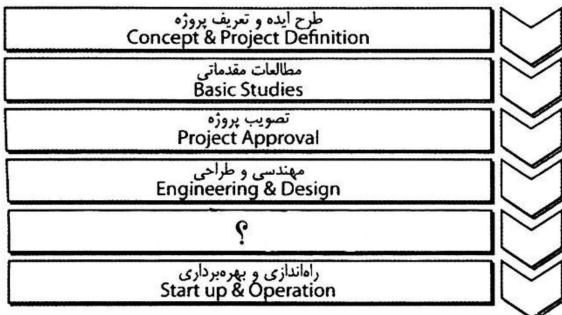 طرح ایده و تعریف پروژه
Concept & Project Definition
مطالعات مقدماتی
Basic Studies
تصویب پروژه
Project Approval
مهندسی و طراحی
Engineering & Design
؟
راه‌اندازی و بهره‌برداری
Start up & Operation